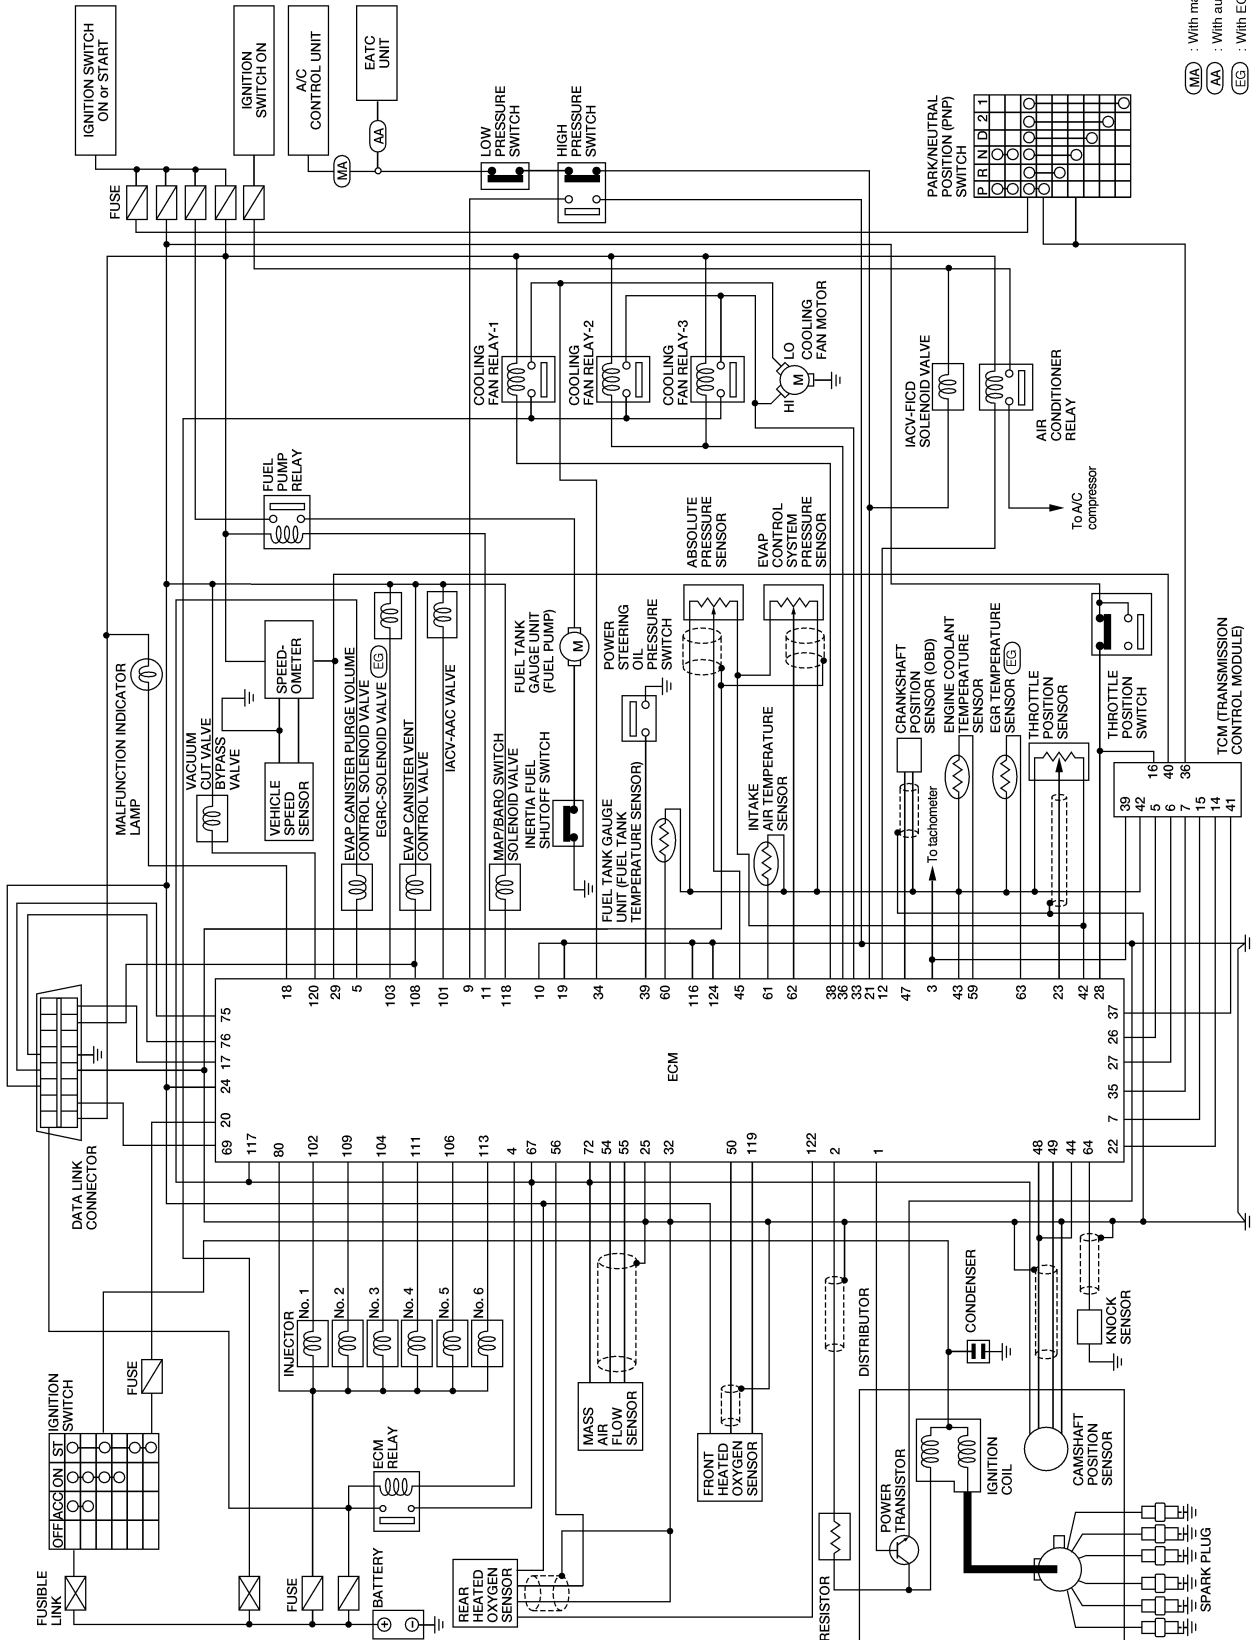 IGNITION SWITCH
ON or START
IGNITION
SWITCH ON
A/C
CONTROL UNIT
EATC
UNIT
MA
AA
FUSE
LOW
PRESSURE
SWITCH
HIGH
PRESSURE
SWITCH
PARK/NEUTRAL
POSITION (PNP)
SWITCH
P R N D 2 1
MA : With ma
AA : With au
EG : With EG
COOLING
FAN RELAY-1
COOLING
FAN RELAY-2
COOLING
FAN RELAY-3
LO
COOLING
FAN MOTOR
M
HI
IACV-FICD
SOLENOID VALVE
AIR
CONDITIONER
RELAY
To A/C
compressor
FUEL
PUMP
RELAY
ABSOLUTE
PRESSURE
SENSOR
EVAP
CONTROL
SYSTEM
PRESSURE
SENSOR
MALFUNCTION INDICATOR
LAMP
VACUUM
CUT VALVE
BYPASS
VALVE
SPEED-
OMETER
VEHICLE
SPEED
SENSOR
EVAP CANISTER PURGE VOLUME
CONTROL SOLENOID VALVE
EGRC-SOLENOID VALVE
EG
EVAP CANISTER VENT
CONTROL VALVE
IACV-AAC VALVE
MAP/BARO SWITCH
SOLENOID VALVE
INERTIA FUEL
SHUTOFF SWITCH
FUEL TANK
GAUGE UNIT
(FUEL PUMP)
M
POWER
STEERING
OIL
PRESSURE
SWITCH
FUEL TANK GAUGE
UNIT (FUEL TANK
TEMPERATURE SENSOR)
INTAKE
AIR TEMPERATURE
SENSOR
CRANKSHAFT
POSITION
SENSOR (OBD)
To tachometer
ENGINE COOLANT
TEMPERATURE
SENSOR
EGR TEMPERATURE
SENSOR
EG
THROTTLE
POSITION
SENSOR
THROTTLE
POSITION
SWITCH
TCM (TRANSMISSION
CONTROL MODULE)
16
40
36
39
42
5
6
7
15
14
41
DATA LINK
CONNECTOR
18
120
29
5
103
108
101
9
11
118
10
19
34
39
60
116
124
45
61
62
38
36
33
21
12
47
3
43
59
63
23
42
28
75
76
17
24
20
69
ECM
37
26
27
35
7
22
117
80
102
109
104
111
106
113
4
67
56
72
54
55
25
32
50
119
122
2
1
48
49
44
64
IGNITION
SWITCH
OFF ACC ON ST
FUSE
INJECTOR
No. 1
No. 2
No. 3
No. 4
No. 5
No. 6
MASS
AIR
FLOW
SENSOR
FRONT
HEATED
OXYGEN
SENSOR
DISTRIBUTOR
CONDENSER
KNOCK
SENSOR
ECM
RELAY
FUSIBLE
LINK
FUSE
BATTERY
REAR
HEATED
OXYGEN
SENSOR
RESISTOR
POWER
TRANSISTOR
IGNITION
COIL
CAMSHAFT
POSITION
SENSOR
SPARK PLUG